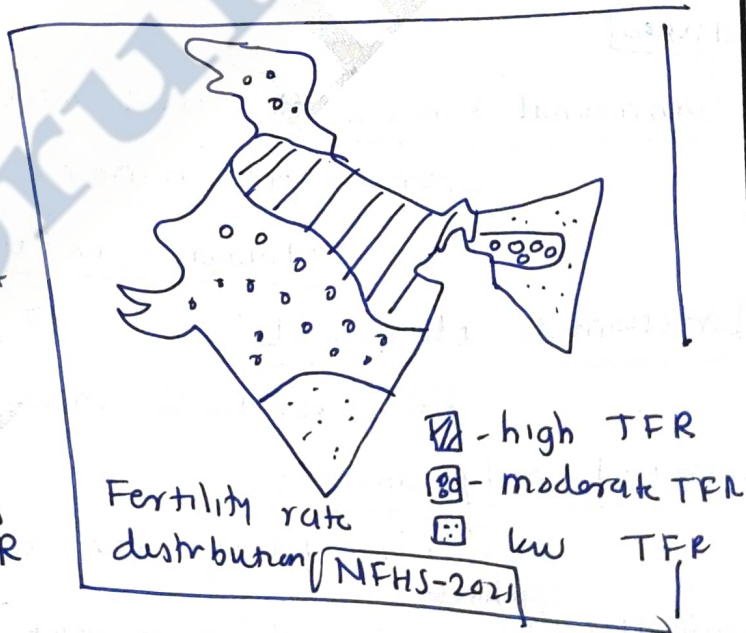 - high TFR
- moderate TFR
low TFR
Fertility rate
distribution
NFHS-2021
R